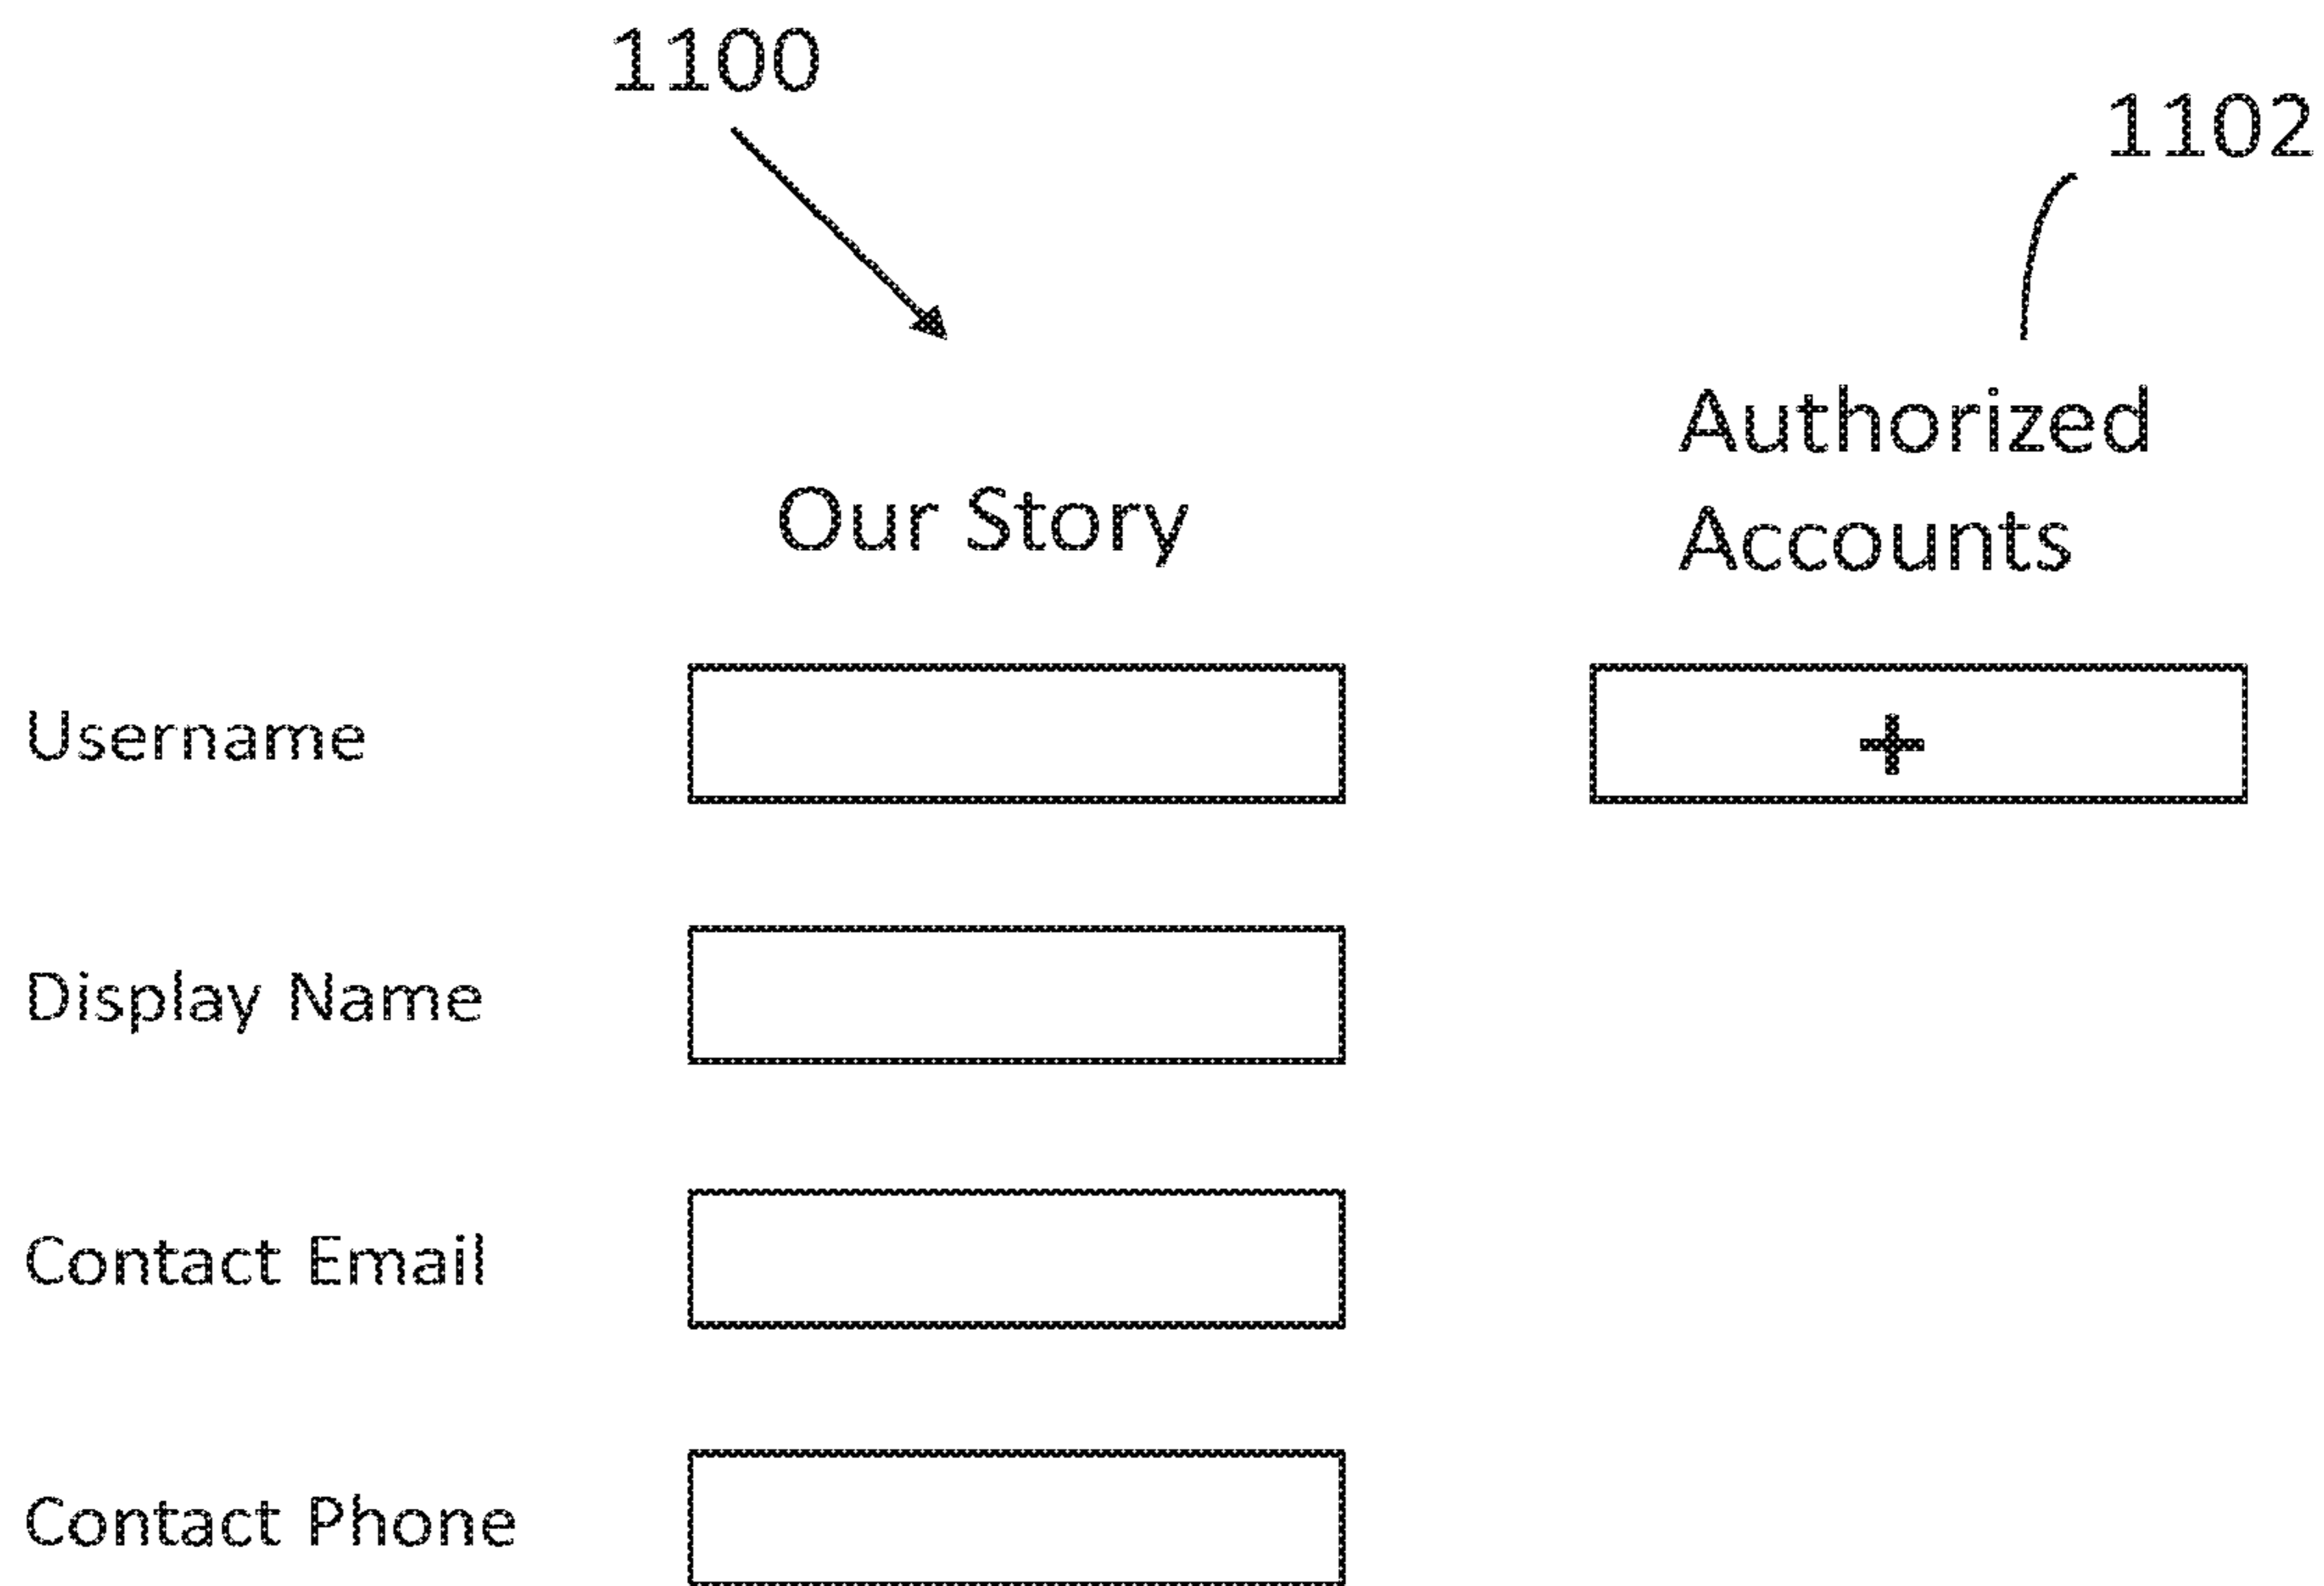 1100
1102
Authorized
Accounts
Our Story
Username
+
Display Name
Contact Email
Contact Phone